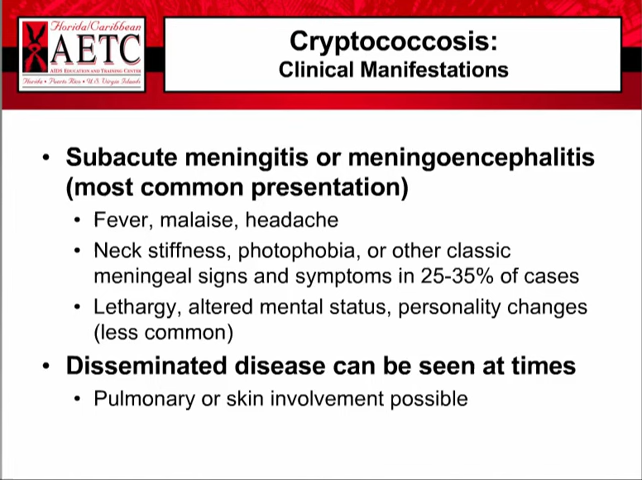 Florida/Caribbean
AETC
AIDS EDUCATION AND TRAINING CENTER
Florida • Puerto Rico • U.S. Virgin Islands
Cryptococcosis:
Clinical Manifestations
• Subacute meningitis or meningoencephalitis
(most common presentation)
• Fever, malaise, headache
• Neck stiffness, photophobia, or other classic
meningeal signs and symptoms in 25-35% of cases
• Lethargy, altered mental status, personality changes
(less common)
• Disseminated disease can be seen at times
• Pulmonary or skin involvement possible